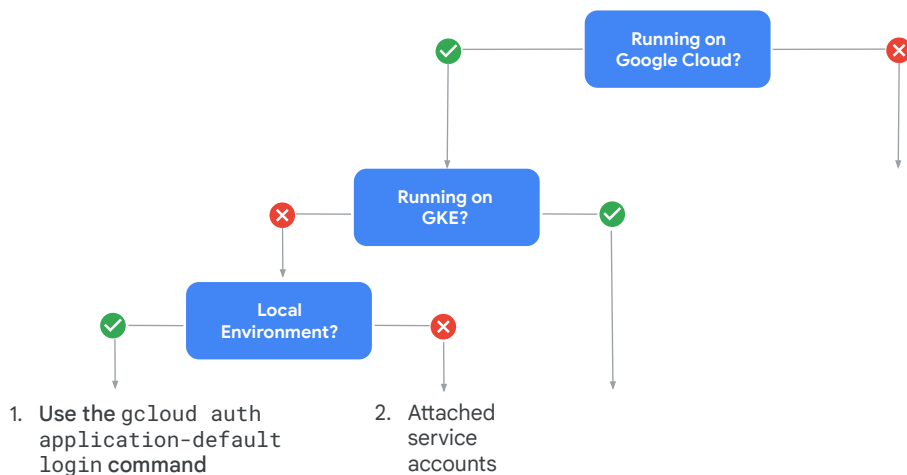 Running on
Google Cloud?
Running on
GKE?
Local
Environment?
1. Use the gcloud auth
application-default
login command
2. Attached
service
accounts